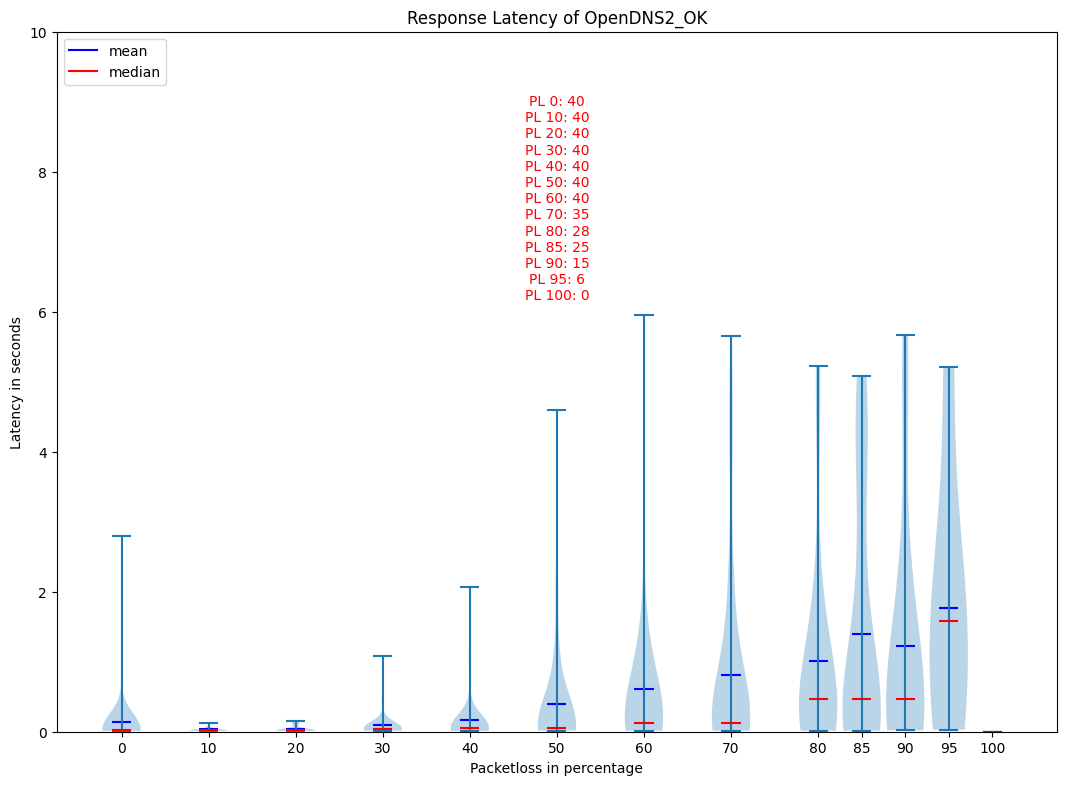 Response Latency of OpenDNS2_OK
mean
median
PL 0: 40
PL 10: 40
PL 20: 40
PL 30: 40
PL 40: 40
PL 50: 40
PL 60: 40
PL 70: 35
PL 80: 28
PL 85: 25
PL 90: 15
PL 95: 6
PL 100: 0
Latency in seconds
10
8
6
4
2
0
0 10 20 30 40 50 60 70 80 85 90 95 100
Packetloss in percentage